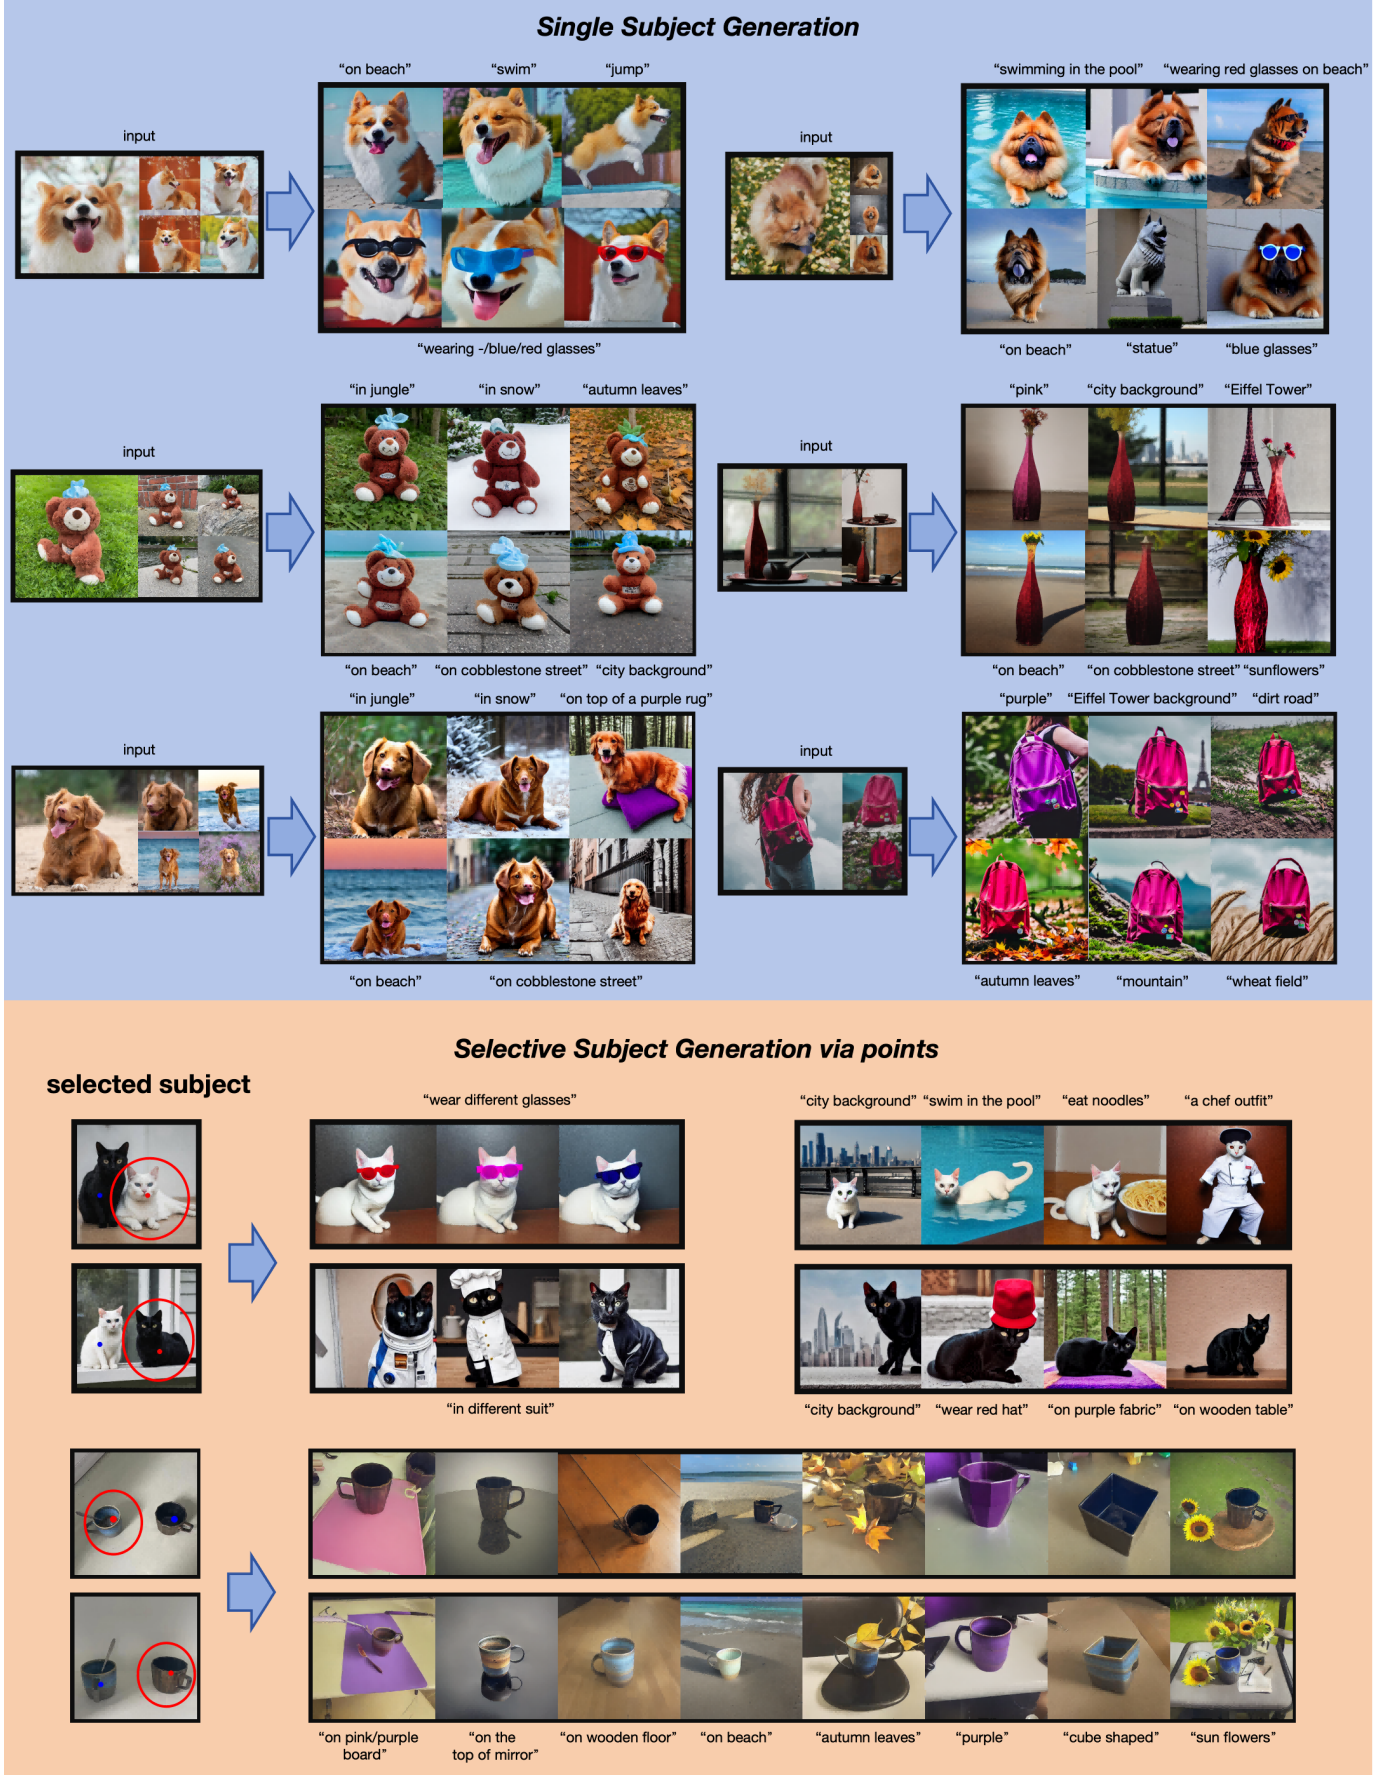 Single Subject Generation
“on beach”
“swim”
“jump”
“swimming in the pool”
“wearing red glasses on beach”
input
input
“wearing -/blue/red glasses”
“on beach”
“statue”
“blue glasses”
“in jungle”
“in snow”
“autumn leaves”
“pink”
“city background”
“Eiffel Tower”
input
input
“on beach”
“on cobblestone street”
“city background”
“on beach”
“on cobblestone street”
“sunflowers”
“in jungle”
“in snow”
“on top of a purple rug”
“purple”
“Eiffel Tower background”
“dirt road”
input
input
“on beach”
“on cobblestone street”
“autumn leaves”
“mountain”
“wheat field”
Selective Subject Generation via points
selected subject
“wear different glasses”
“city background”
“swim in the pool”
“eat noodles”
“a chef outfit”
“in different suit”
“city background”
“wear red hat”
“on purple fabric”
“on wooden table”
“on pink/purple
board”
“on the
top of mirror”
“on wooden floor”
“on beach”
“autumn leaves”
“purple”
“cube shaped”
“sun flowers”